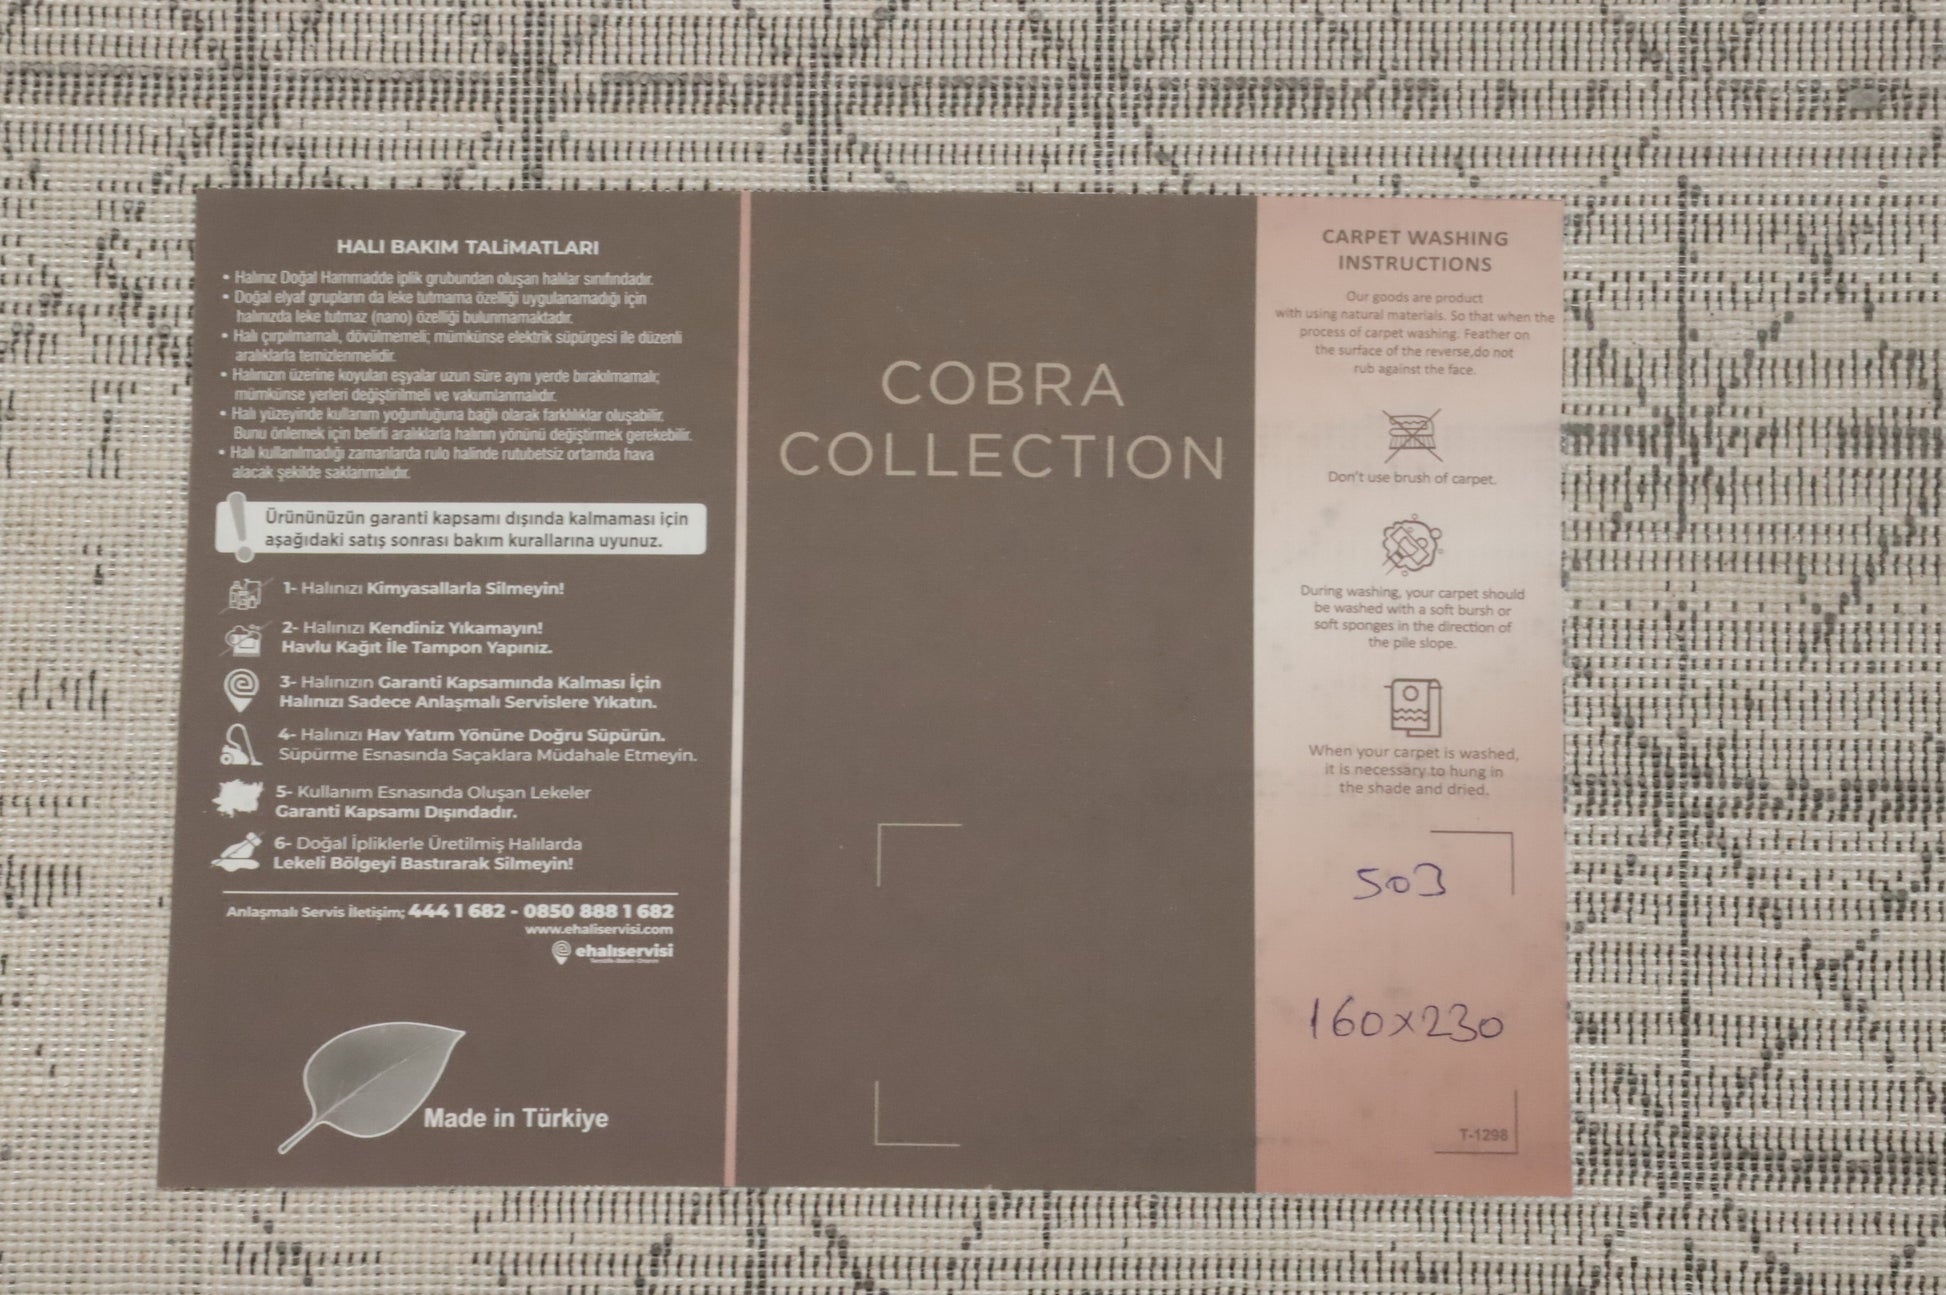 HALI BAKIM TALiMATLARI
• Halınız Doğal Hammadde iplik grubundan oluşan halılar sınıfındadır.
• Doğal elyaf grupların da leke tutmama özelliği uygulanamadığı için
halınızda leke tutmaz (nano) özelliği bulunmamaktadır.
• Halı çırpılmamalı, dövülmemeli; mümkünse elektrik süpürgesi ile düzenli
aralıklarla temizlenmelidir.
• Halınızın üzerine koyulan eşyalar uzun süre aynı yerde bırakılmamalı;
mümkünse yerleri değiştirilmeli ve vakumlanmalıdır.
• Halı yüzeyinde kullanım yoğunluğuna bağlı olarak farklılıklar oluşabilir.
Bunu önlemek için belirli aralıklarla halının yönünü değiştirmek gerekebilir.
• Halı kullanılmadığı zamanlarda rulo halinde rutubetsiz ortamda hava
alacak şekilde saklanmalıdır.
Ürününüzün garanti kapsamı dışında kalmaması için
aşağıdaki satış sonrası bakım kurallarına uyunuz.
1- Halınızı Kimyasallarla Silmeyin!
2- Halınızı Kendiniz Yıkamayın!
Havlu Kağıt İle Tampon Yapınız.
3- Halınızın Garanti Kapsamında Kalması İçin
Halınızı Sadece Anlaşmalı Servislere Yıkatın.
4- Halınızı Hav Yatım Yönüne Doğru Süpürün.
Süpürme Esnasında Saçaklara Müdahale Etmeyin.
5- Kullanım Esnasında Oluşan Lekeler
Garanti Kapsamı Dışındadır.
6- Doğal İpliklerle Üretilmiş Halılarda
Lekeli Bölgeyi Bastırarak Silmeyin!
Anlaşmalı Servis İletişim; 444 1 682 - 0850 888 1 682
www.ehaliservisi.com
ehalıservisi
Made in Türkiye
COBRA
COLLECTION
CARPET WASHING
INSTRUCTIONS
Our goods are product
with using natural materials. So that when the
process of carpet washing. Feather on
the surface of the reverse,do not
rub against the face.
Don't use brush of carpet.
During washing, your carpet should
be washed with a soft bursh or
soft sponges in the direction of
the pile slope.
When your carpet is washed,
it is necessary to hung in
the shade and dried.
503
160x230
T-1298